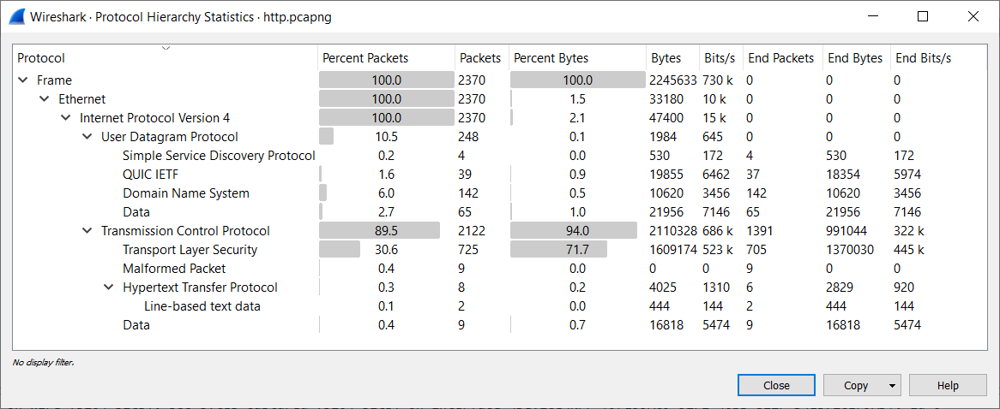 Wireshark · Protocol Hierarchy Statistics · http.pcapng
Protocol Percent Packets Packets Percent Bytes Bytes Bits/s End Packets End Bytes End Bits/s
Frame 100.0 2370 100.0 2245633 730 k 0 0 0
Ethernet 100.0 2370 1.5 33180 10 k 0 0 0
Internet Protocol Version 4 100.0 2370 2.1 47400 15 k 0 0 0
User Datagram Protocol 10.5 248 0.1 1984 645 0 0 0
Simple Service Discovery Protocol 0.2 4 0.0 530 172 4 530 172
QUIC IETF 1.6 39 0.9 19855 6462 37 18354 5974
Domain Name System 6.0 142 0.5 10620 3456 142 10620 3456
Data 2.7 65 1.0 21956 7146 65 21956 7146
Transmission Control Protocol 89.5 2122 94.0 2110328 686 k 1391 991044 322 k
Transport Layer Security 30.6 725 71.7 1609174 523 k 705 1370030 445 k
Malformed Packet 0.4 9 0.0 0 0 9 0 0
Hypertext Transfer Protocol 0.3 8 0.2 4025 1310 6 2829 920
Line-based text data 0.1 2 0.0 444 144 2 444 144
Data 0.4 9 0.7 16818 5474 9 16818 5474
No display filter.
Close Copy Help